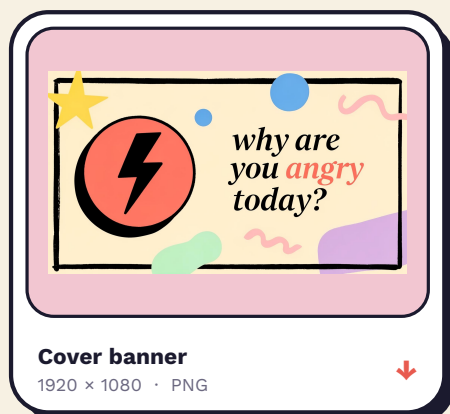 why are
you angry
today?
Cover banner
1920 × 1080 · PNG